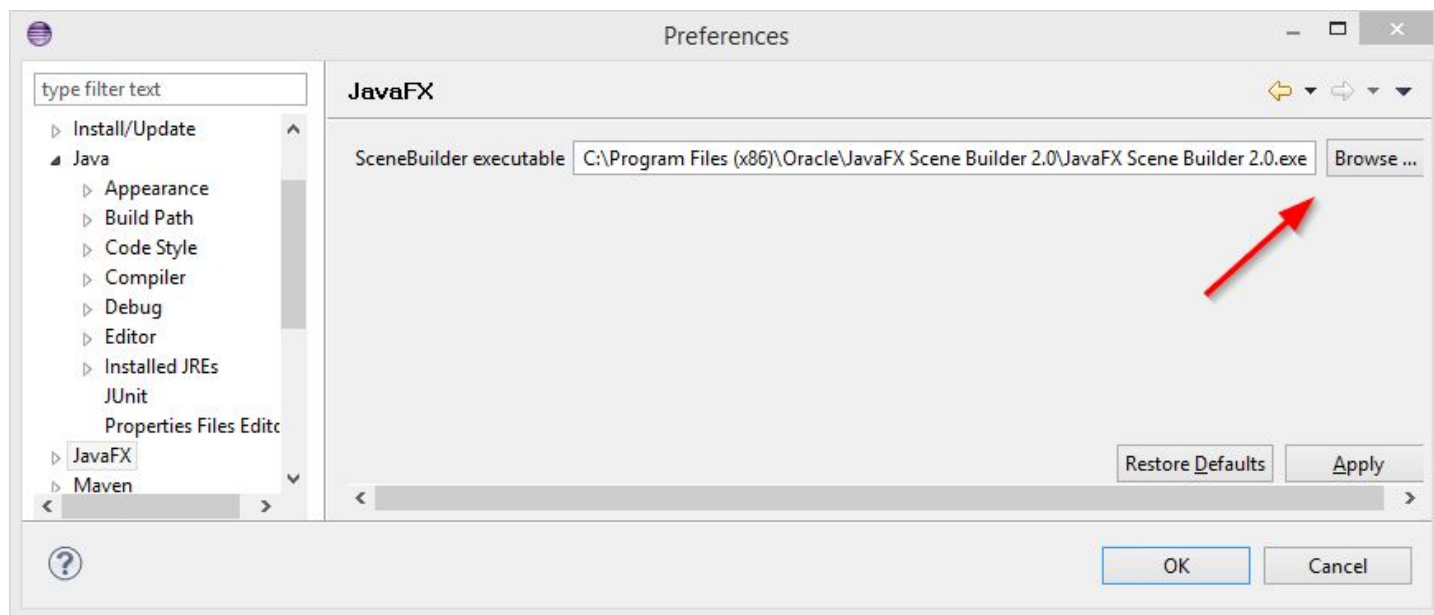 Preferences
type filter text
Install/Update
Java
Appearance
Build Path
Code Style
Compiler
Debug
Editor
Installed JREs
JUnit
Properties Files Edito
JavaFX
Maven
JavaFX
SceneBuilder executable C:\Program Files (x86)\Oracle\JavaFX Scene Builder 2.0\JavaFX Scene Builder 2.0.exe Browse ...
Restore Defaults Apply
OK Cancel